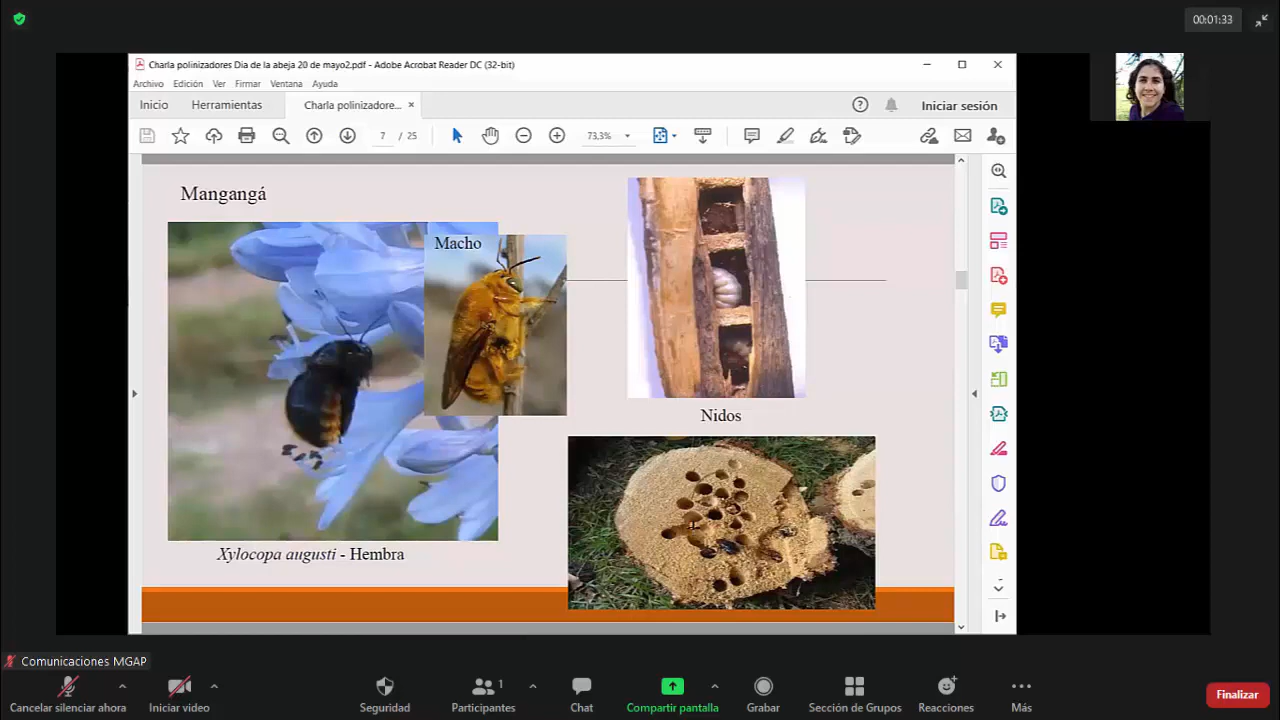 00:01:33
Charla polinizadores Día de la abeja 20 de mayo2.pdf - Adobe Acrobat Reader DC (32-bit)
Archivo Edición Ver Firmar Ventana Ayuda
Inicio Herramientas Charla polinizadore... Iniciar sesión
7 / 25 73,3%
Mangangá
Macho
Nidos
Xylocopa augusti - Hembra
Comunicaciones MGAP
1
Cancelar silenciar ahora Iniciar video Seguridad Participantes Chat Compartir pantalla Grabar Sección de Grupos Reacciones Más Finalizar